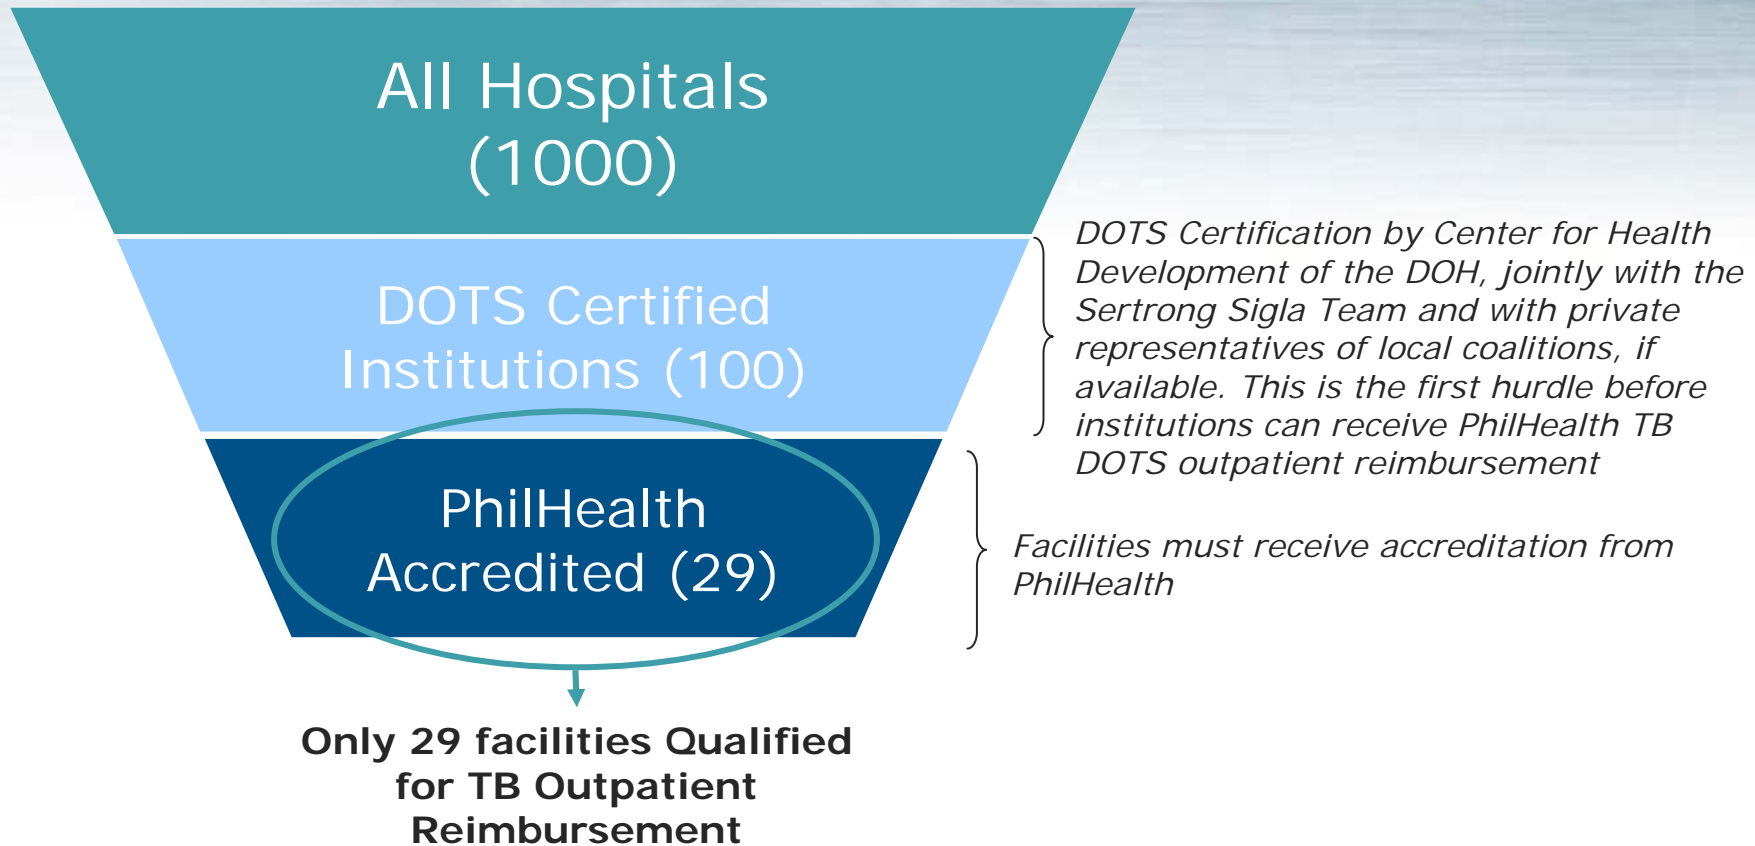 All Hospitals
(1000)
DOTS Certified
Institutions (100)
PhilHealth
Accredited (29)
DOTS Certification by Center for Health
Development of the DOH, jointly with the
Sertrong Sigla Team and with private
representatives of local coalitions, if
available. This is the first hurdle before
institutions can receive PhilHealth TB
DOTS outpatient reimbursement
Facilities must receive accreditation from
PhilHealth
Only 29 facilities Qualified
for TB Outpatient
Reimbursement